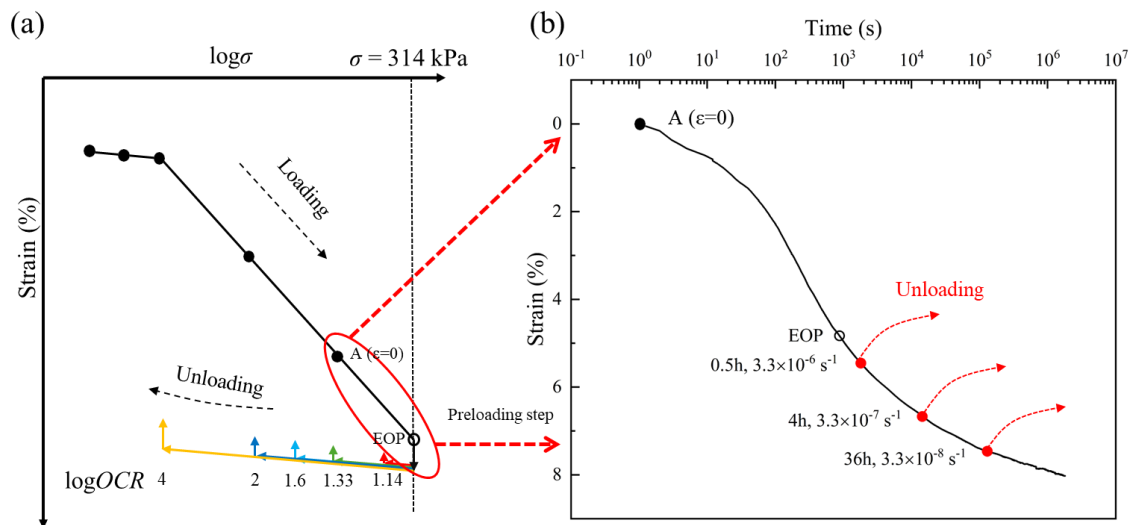 (a)
logσ
σ = 314 kPa
Strain (%)
Loading
A (ε=0)
Unloading
EOP
Preloading step
logOCR 4 2 1.6 1.33 1.14
(b)
Time (s)
10⁻¹ 10⁰ 10¹ 10² 10³ 10⁴ 10⁵ 10⁶ 10⁷
A (ε=0)
Strain (%)
0
2
4
6
8
Unloading
EOP
0.5h, 3.3×10⁻⁶ s⁻¹
4h, 3.3×10⁻⁷ s⁻¹
36h, 3.3×10⁻⁸ s⁻¹